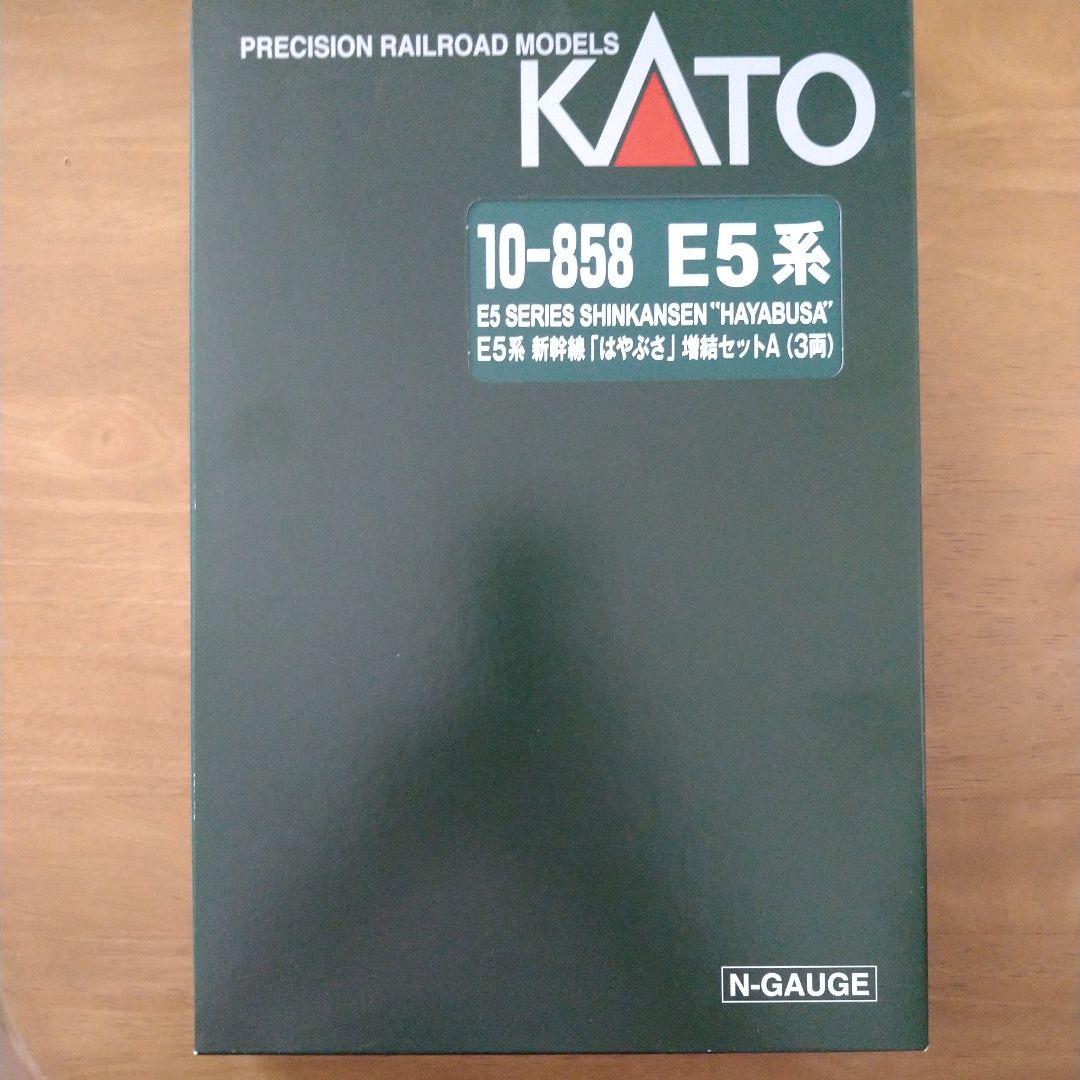 PRECISION RAILROAD MODELS
KATO
10-858 E5系
E5 SERIES SHINKANSEN "HAYABUSA"
E5系 新幹線「はやぶさ」増結セットA（3両）
N-GAUGE